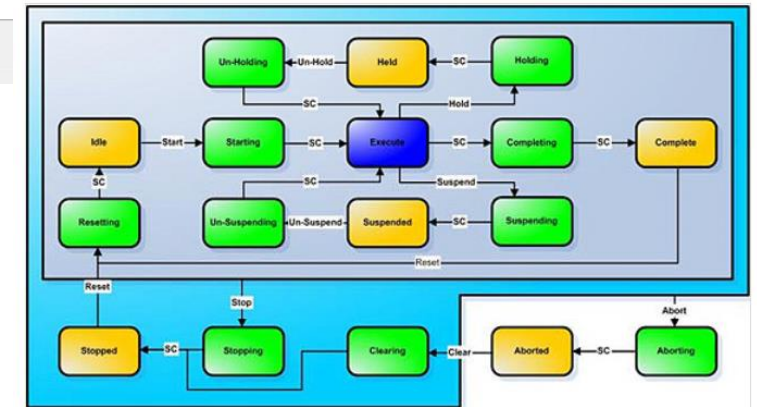 Un-Holding
Un-Hold
Held
SC
Holding
SC
Hold
Idle
Start
Starting
SC
Execute
SC
Completing
SC
Complete
SC
SC
Suspend
Resetting
Un-Suspending
Un-Suspend
Suspended
SC
Suspending
Reset
Reset
Stop
Abort
Stopped
SC
Stopping
Clearing
Clear
Aborted
SC
Aborting